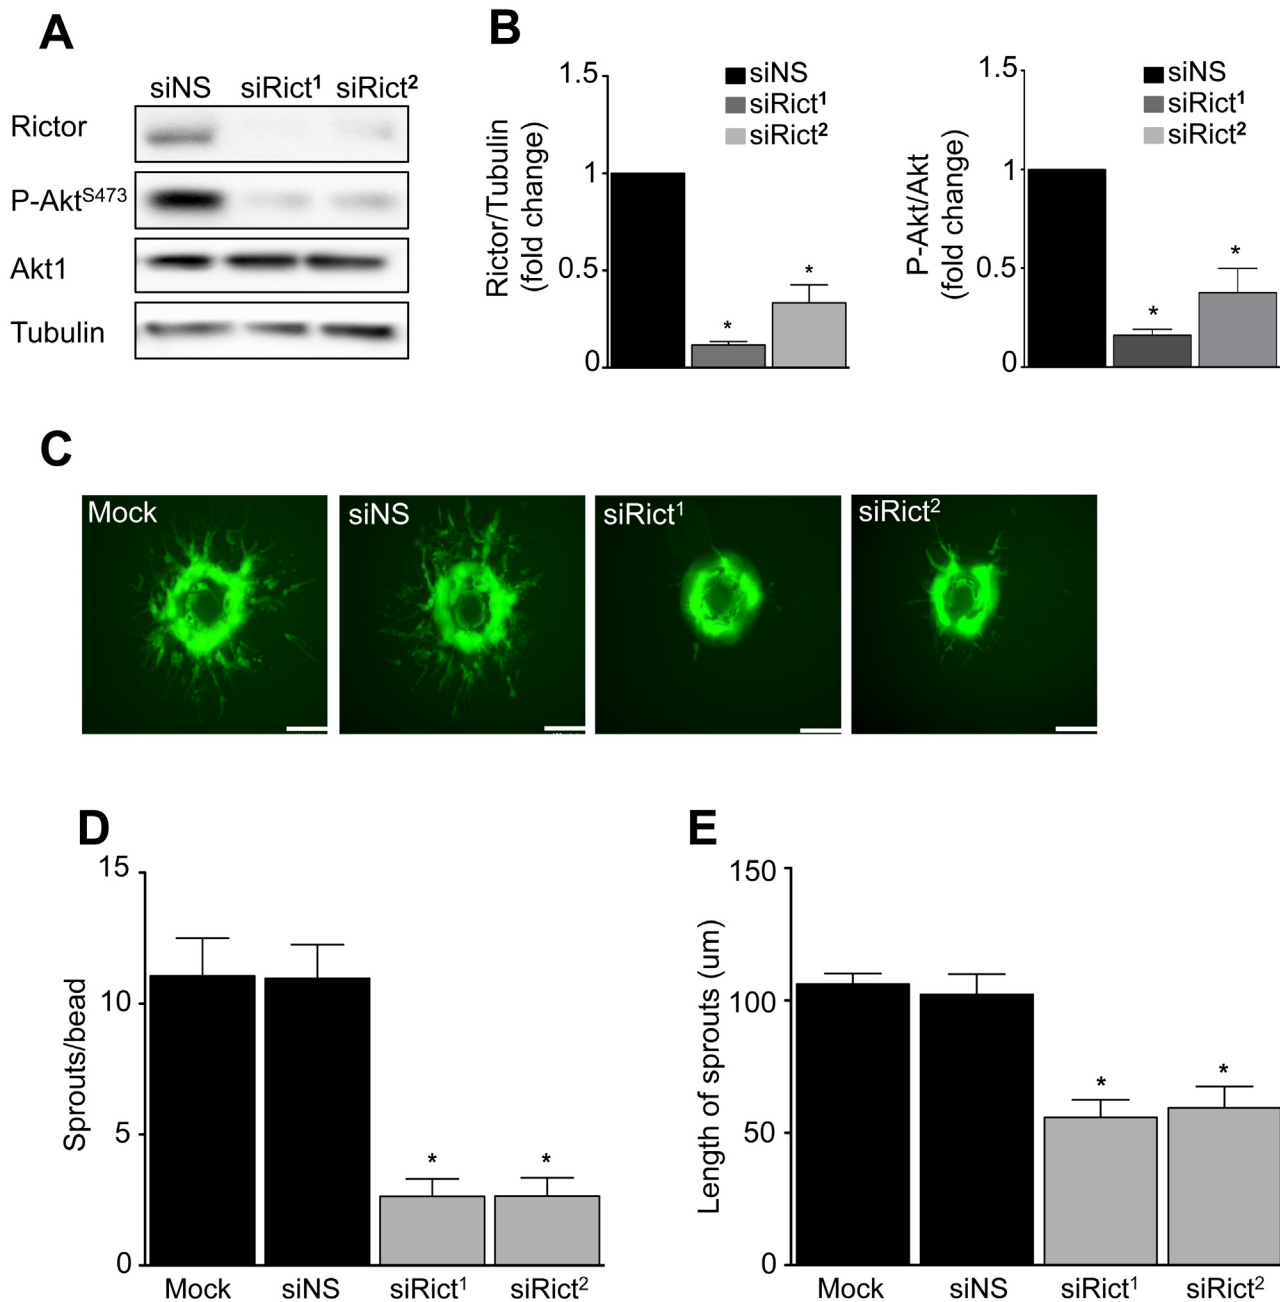 A
siNS siRict¹ siRict²
Rictor
P-Akt^S473
Akt1
Tubulin
B
1.5
1
0.5
0
Rictor/Tubulin
(fold change)
siNS
siRict¹
siRict²
*
*
1.5
1
0.5
0
P-Akt/Akt
(fold change)
siNS
siRict¹
siRict²
*
*
C
Mock siNS siRict¹ siRict²
D
15
10
5
0
Sprouts/bead
* *
Mock siNS siRict¹ siRict²
E
150
100
50
0
Length of sprouts (um)
* *
Mock siNS siRict¹ siRict²